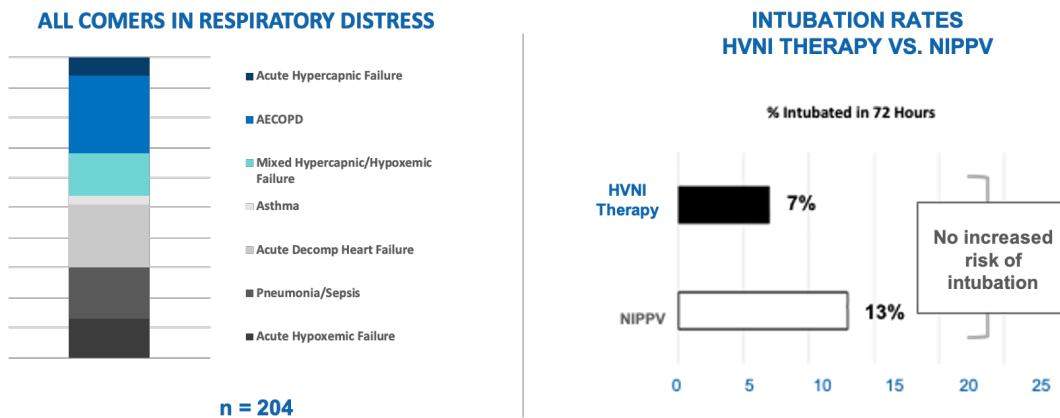 ALL COMERS IN RESPIRATORY DISTRESS
Acute Hypercapnic Failure
AECOPD
Mixed Hypercapnic/Hypoxemic
Failure
Asthma
Acute Decomp Heart Failure
Pneumonia/Sepsis
Acute Hypoxemic Failure
n = 204
INTUBATION RATES
HVNI THERAPY VS. NIPPV
% Intubated in 72 Hours
HVNI
Therapy
7%
NIPPV
13%
No increased
risk of
intubation
0 5 10 15 20 25